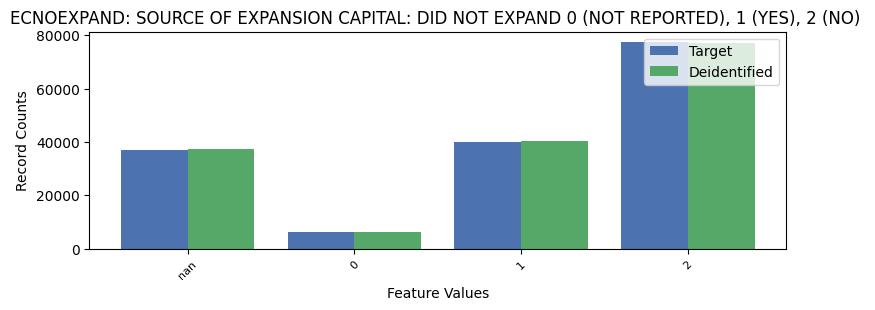 ECNOEXPAND: SOURCE OF EXPANSION CAPITAL: DID NOT EXPAND 0 (NOT REPORTED), 1 (YES), 2 (NO)
80000
60000
40000
20000
0
Record Counts
Target
Deidentified
nan
0
1
2
Feature Values